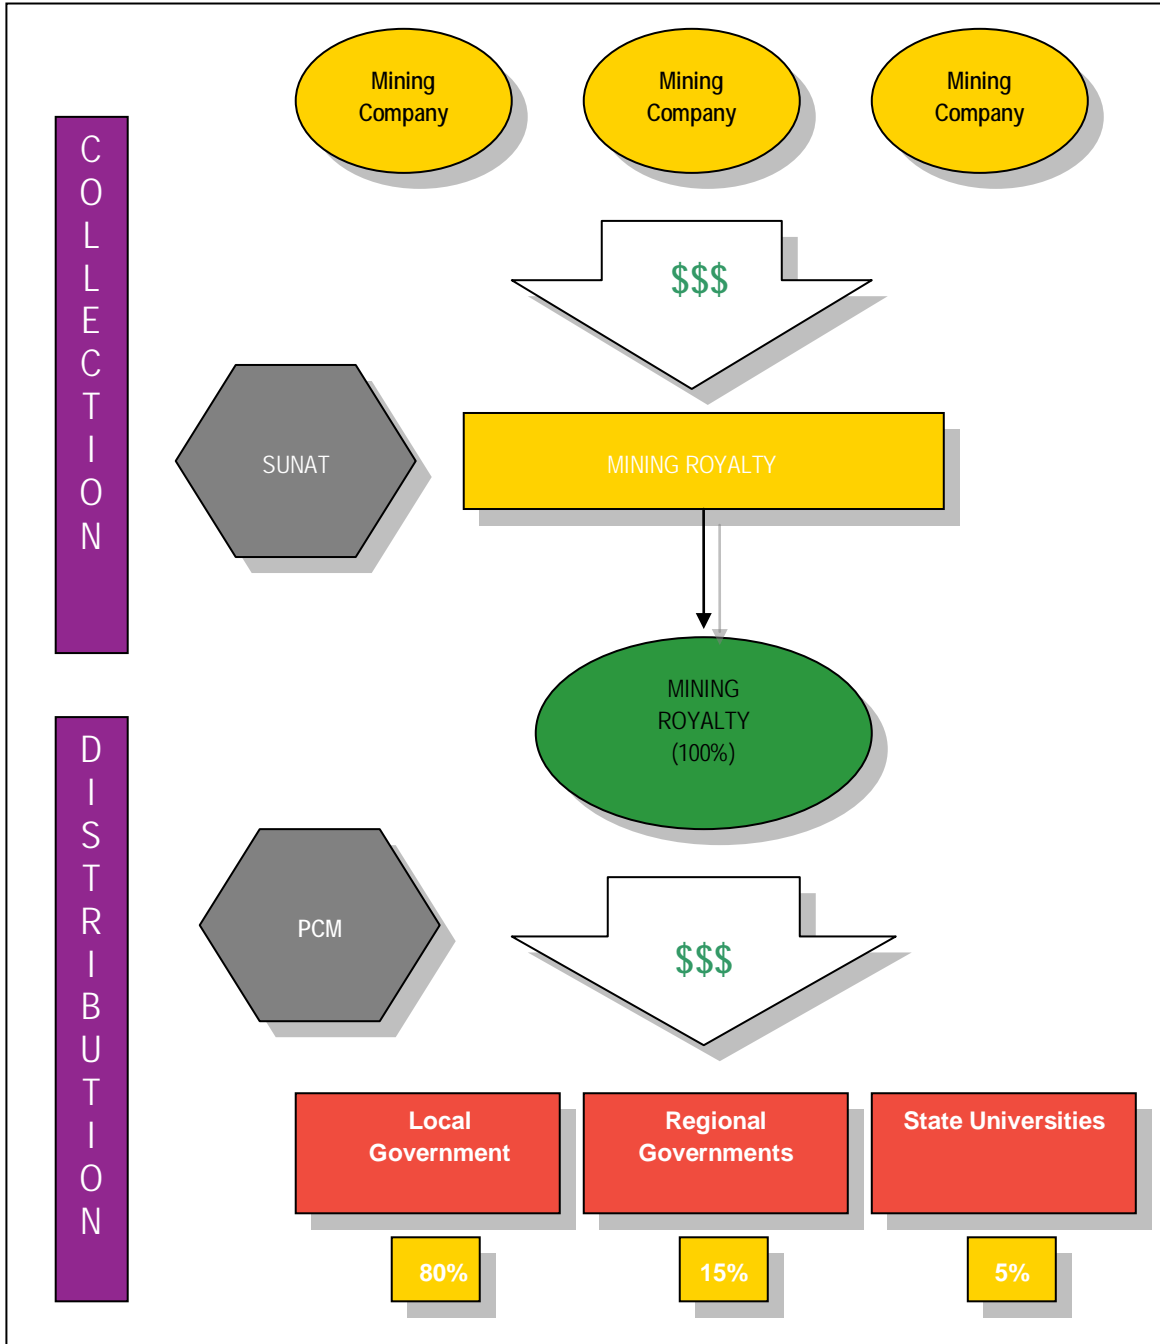 Mining
Company
Mining
Company
Mining
Company
COLLECTION
$$$
SUNAT
MINING ROYALTY
MINING
ROYALTY
(100%)
DISTRIBUTION
PCM
$$$
Local
Government
Regional
Governments
State Universities
80%
15%
5%